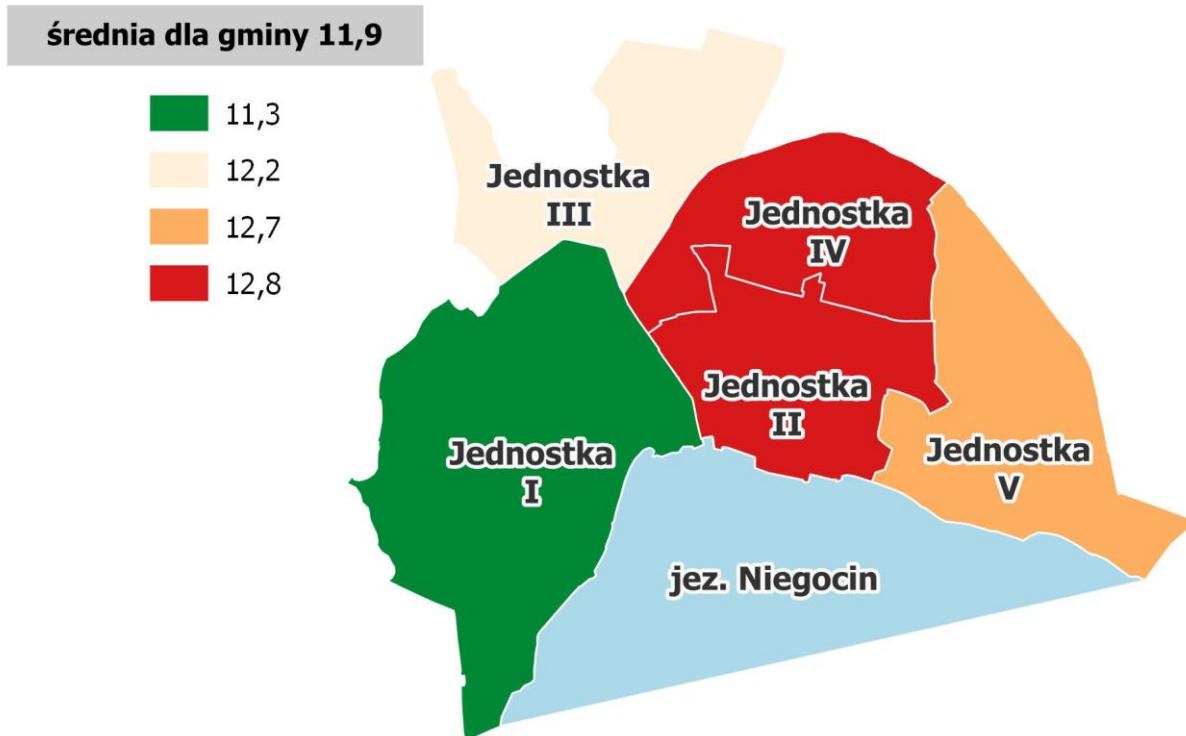 średnia dla gminy 11,9
11,3
12,2
12,7
12,8
Jednostka
III
Jednostka
IV
Jednostka
II
Jednostka
I
Jednostka
V
jez. Niegocin